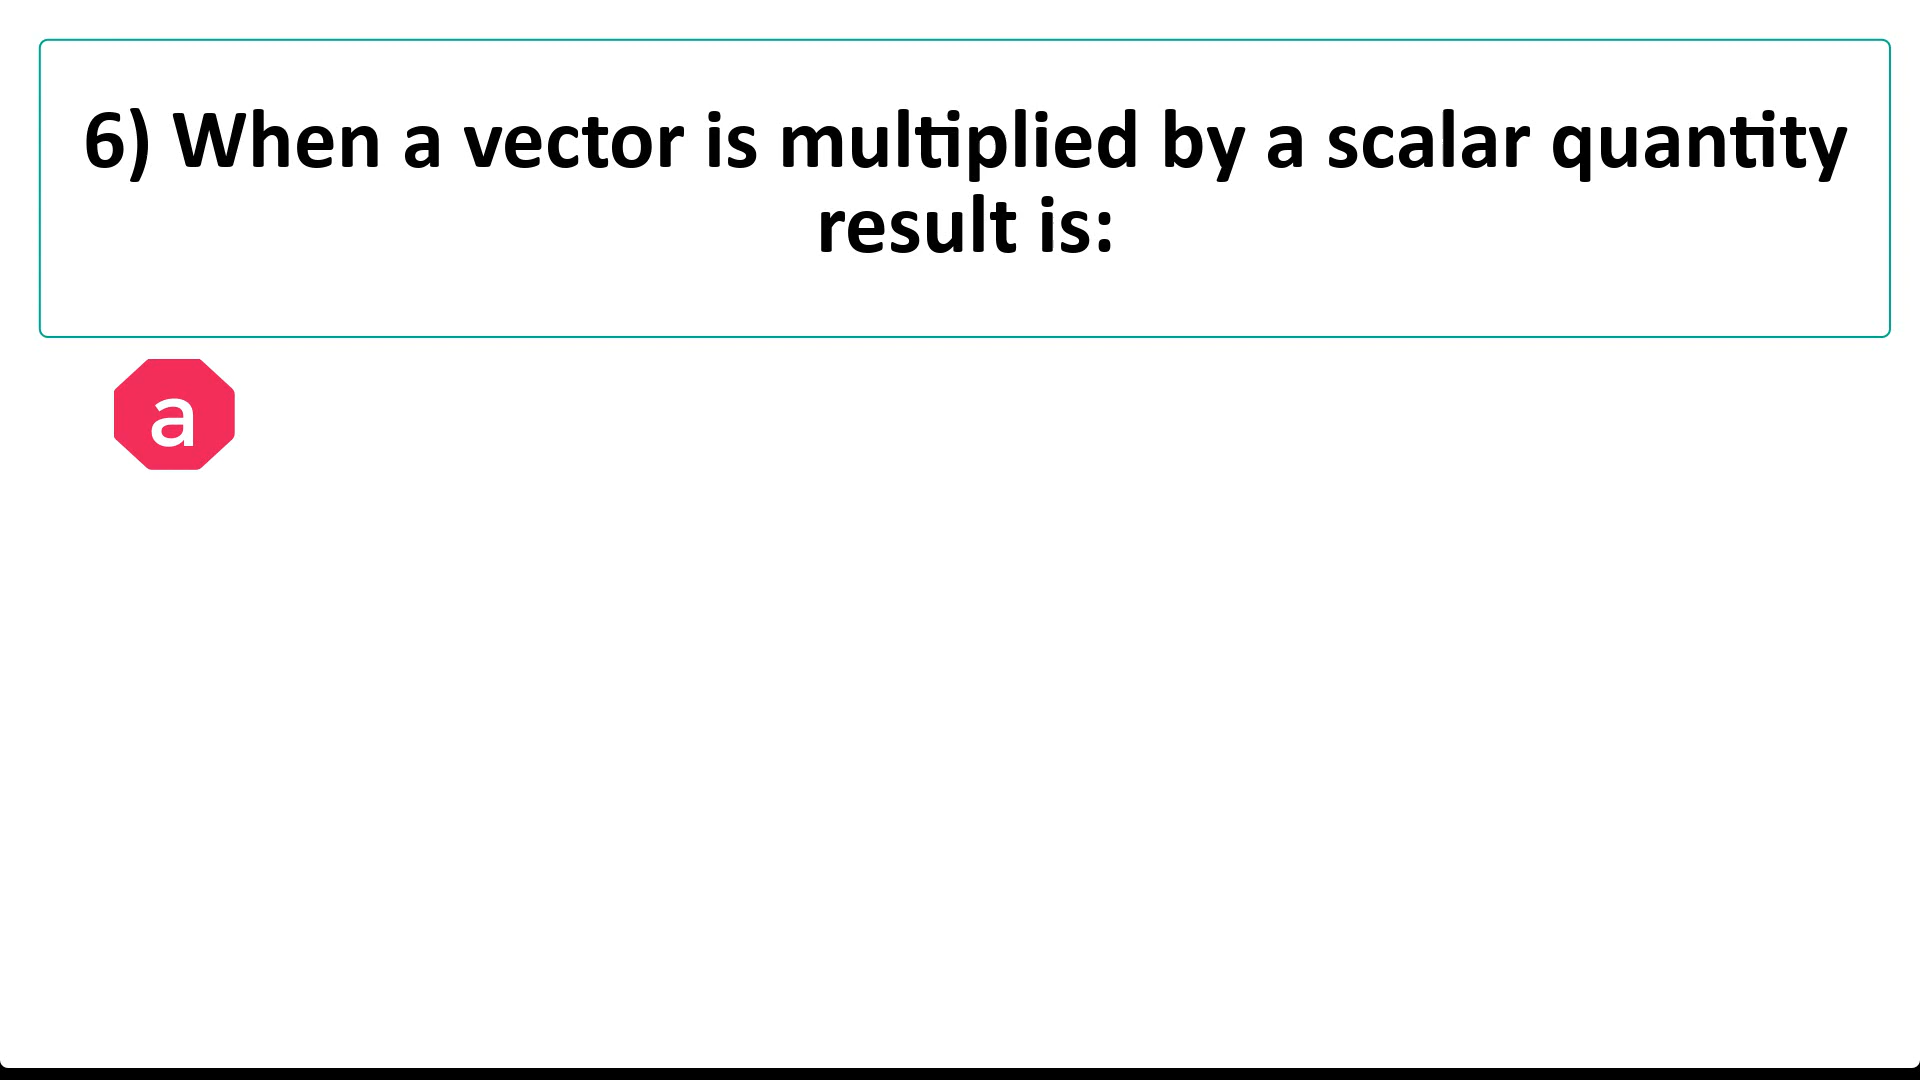 6) When a vector is multiplied by a scalar quantity
result is:
a